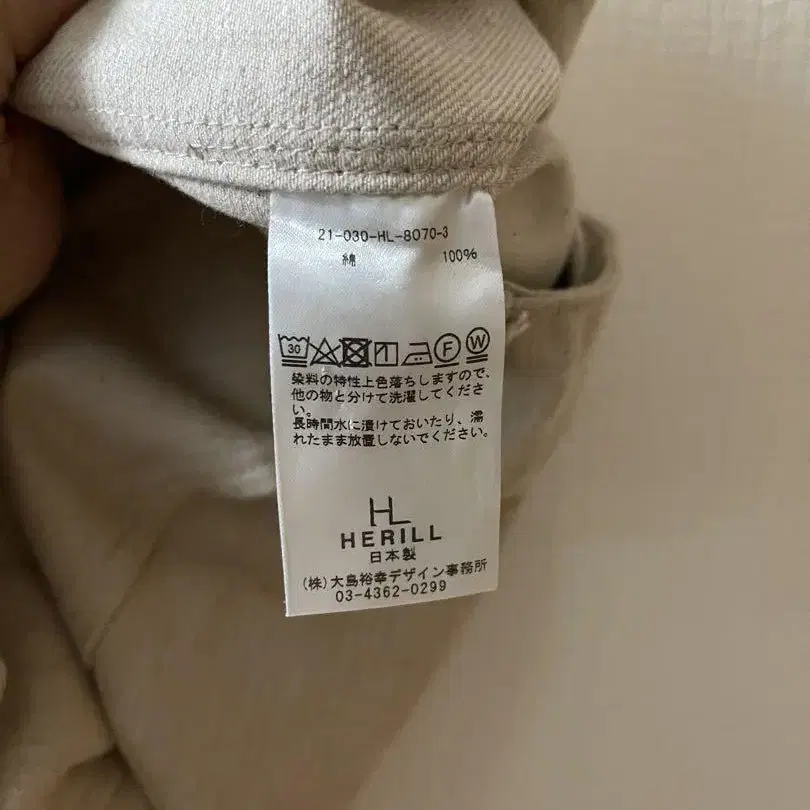 21-030-HL-8070-3
綿 100%
30 F W
染料の特性上色落ちしますので、
他の物と分けて洗濯してくださ
い。
長時間水に漬けておいたり、濡
れたまま放置しないでください。
HL
HERILL
日本製
(株)大島裕幸デザイン事務所
03-4362-0299